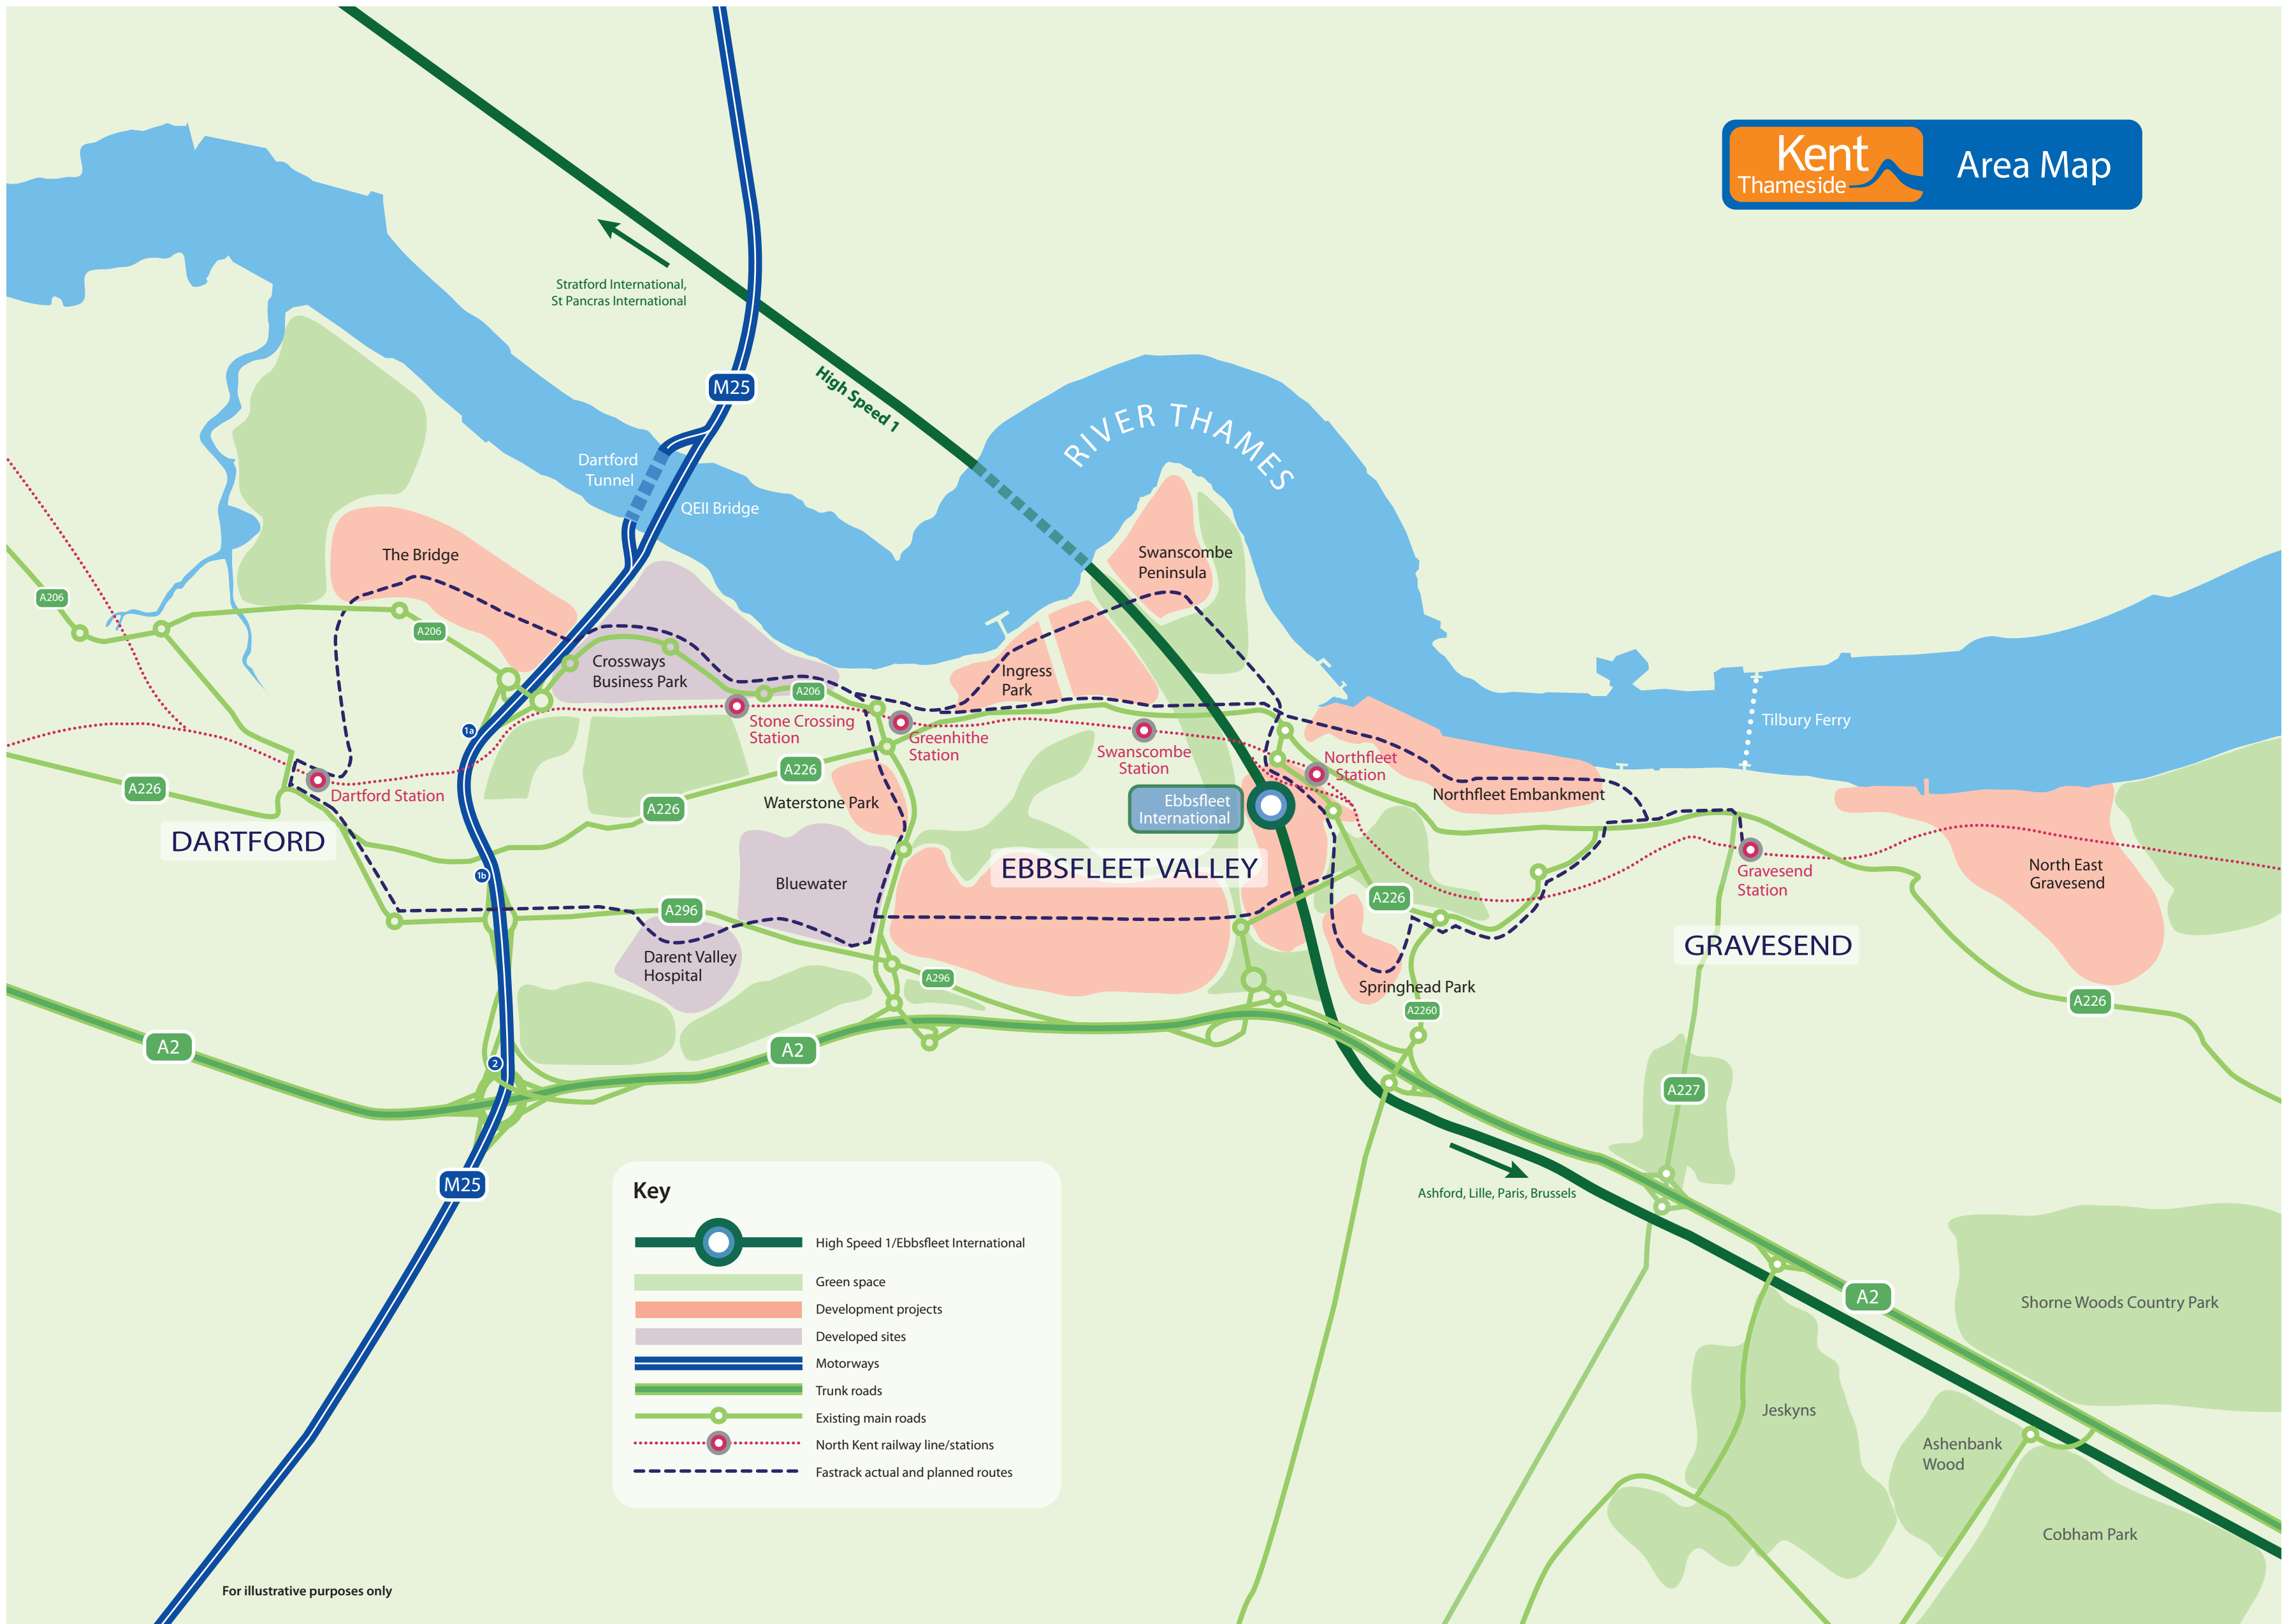 Kent
Thameside
Area Map
Stratford International,
St Pancras International
M25
High Speed 1
RIVER THAMES
Dartford
Tunnel
QEII Bridge
The Bridge
Swanscombe
Peninsula
A206
A206
Crossways
Business Park
A206
Ingress
Park
Stone Crossing
Station
Greenhithe
Station
Swanscombe
Station
Northfleet
Station
Tilbury Ferry
1a
A226
Dartford Station
A226
A226
Waterstone Park
Ebbsfleet
International
Northfleet Embankment
DARTFORD
EBBSFLEET VALLEY
1b
Bluewater
Gravesend
Station
North East
Gravesend
A296
A226
GRAVESEND
Darent Valley
Hospital
A296
Springhead Park
A2260
A226
A2
A2
2
A227
M25
Ashford, Lille, Paris, Brussels
A2
Shorne Woods Country Park
Jeskyns
Ashenbank
Wood
Cobham Park
Key
High Speed 1/Ebbsfleet International
Green space
Development projects
Developed sites
Motorways
Trunk roads
Existing main roads
North Kent railway line/stations
Fastrack actual and planned routes
For illustrative purposes only